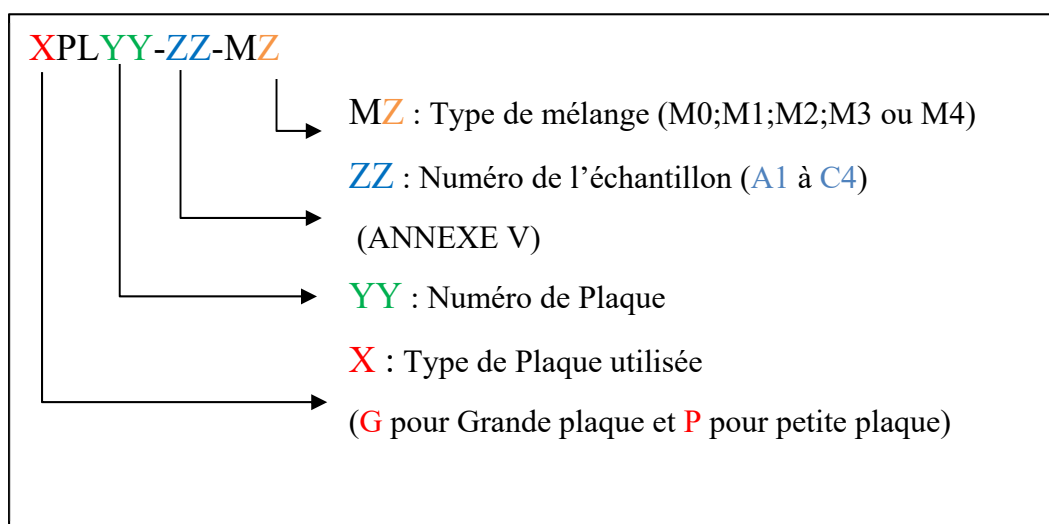 XPLYY-ZZ-MZ
MZ : Type de mélange (M0;M1;M2;M3 ou M4)
ZZ : Numéro de l’échantillon (A1 à C4)
(ANNEXE V)
YY : Numéro de Plaque
X : Type de Plaque utilisée
(G pour Grande plaque et P pour petite plaque)